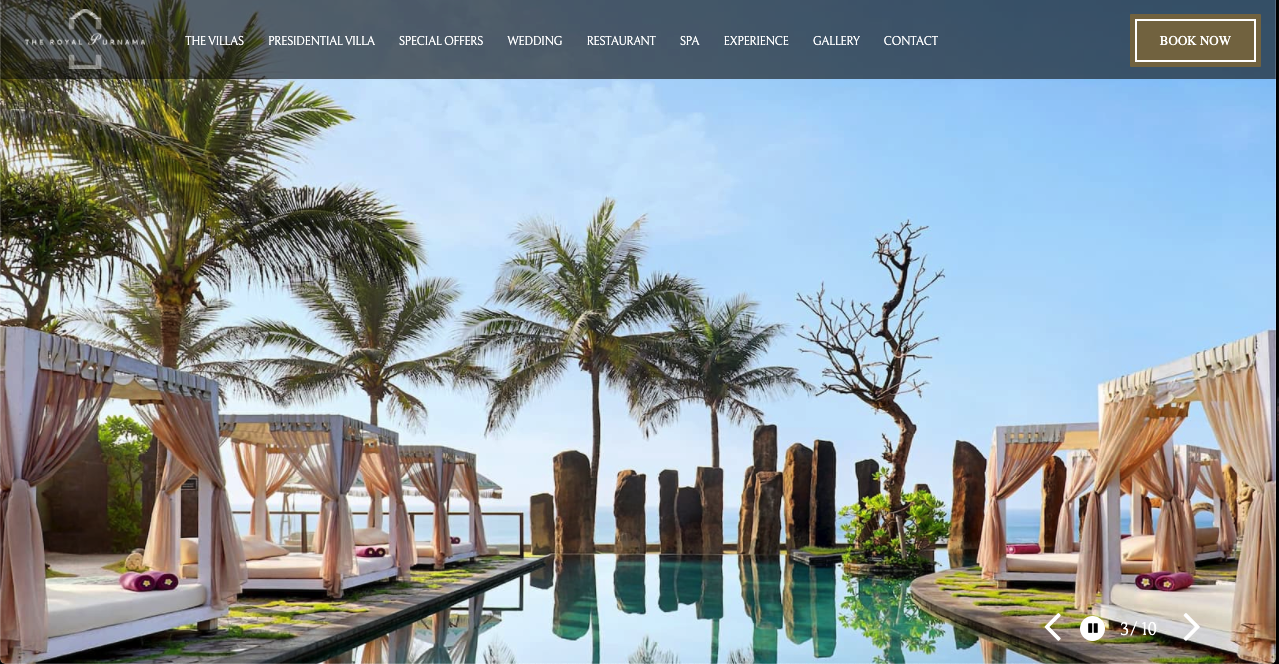 THE ROYAL PURNAMA
THE VILLAS PRESIDENTIAL VILLA SPECIAL OFFERS WEDDING RESTAURANT SPA EXPERIENCE GALLERY CONTACT
BOOK NOW
3/ 10